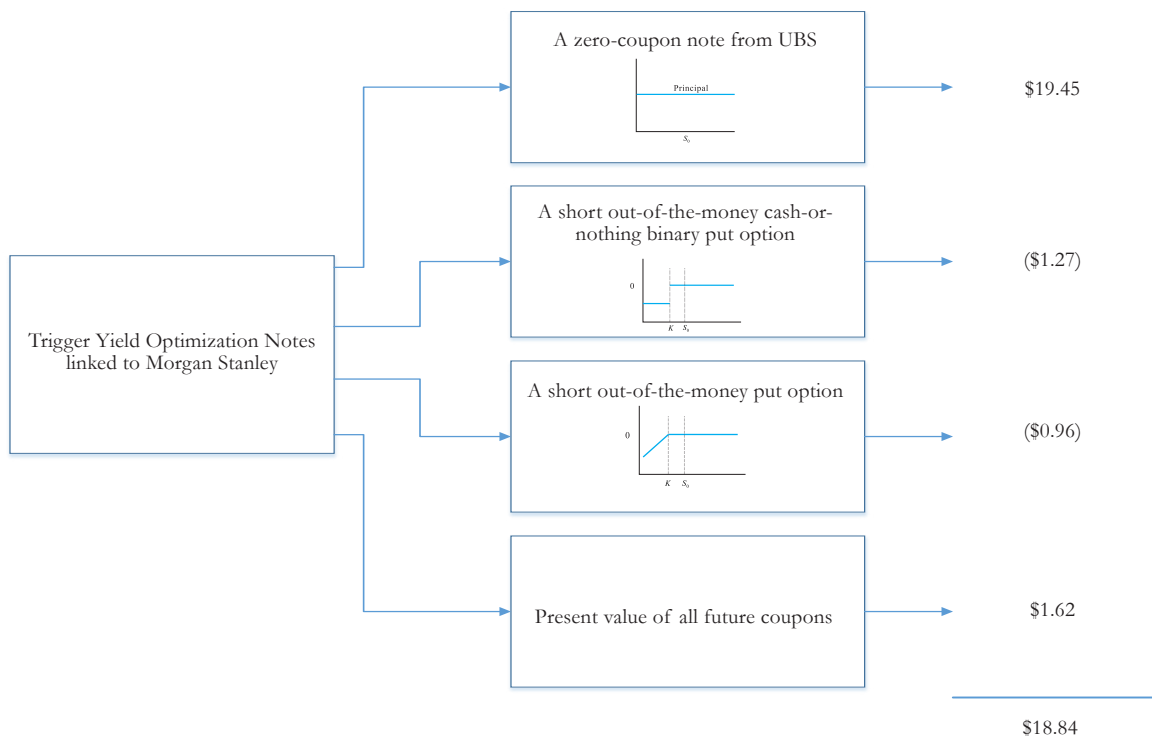 A zero-coupon note from UBS
Principal
S₀
$19.45
A short out-of-the-money cash-or-
nothing binary put option
0
K S₀
($1.27)
Trigger Yield Optimization Notes
linked to Morgan Stanley
A short out-of-the-money put option
0
K S₀
($0.96)
Present value of all future coupons
$1.62
$18.84